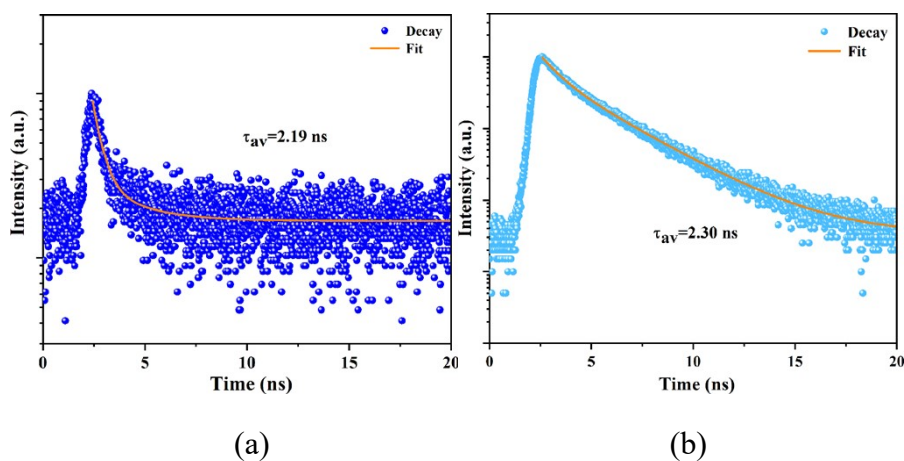 Decay
Fit
τav=2.19 ns
Intensity (a.u.)
0 5 10 15 20
Time (ns)
(a)
Decay
Fit
τav=2.30 ns
Intensity (a.u.)
0 5 10 15 20
Time (ns)
(b)